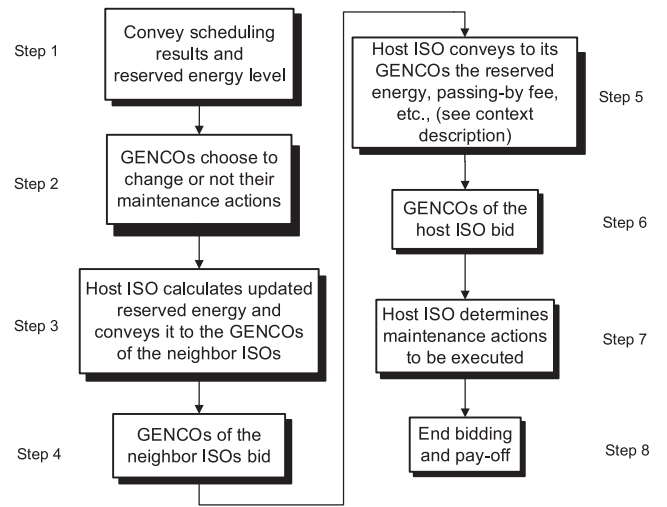 Step 1
Convey scheduling
results and
reserved energy level
Step 2
GENCOs choose to
change or not their
maintenance actions
Step 3
Host ISO calculates updated
reserved energy and
conveys it to the GENCOs
of the neighbor ISOs
Step 4
GENCOs of the
neighbor ISOs bid
Host ISO conveys to its
GENCOs the reserved
energy, passing-by fee,
etc., (see context
description)
Step 5
GENCOs of the
host ISO bid
Step 6
Host ISO determines
maintenance actions
to be executed
Step 7
End bidding
and pay-off
Step 8